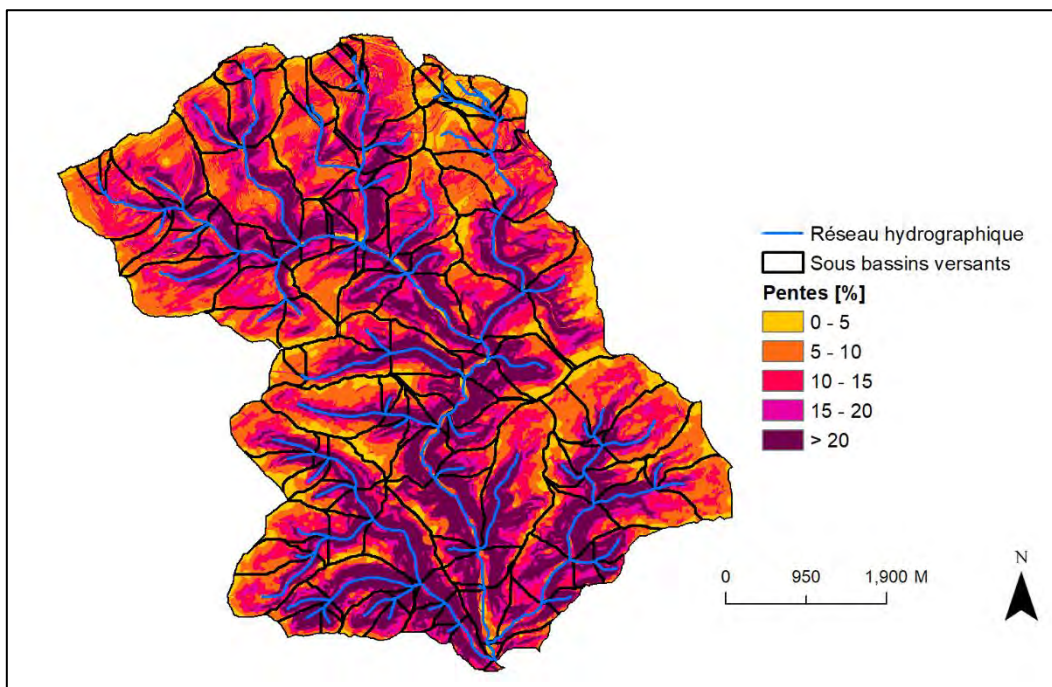 Réseau hydrographique
Sous bassins versants
Pentes [%]
0 - 5
5 - 10
10 - 15
15 - 20
> 20
0 950 1,900 M
N